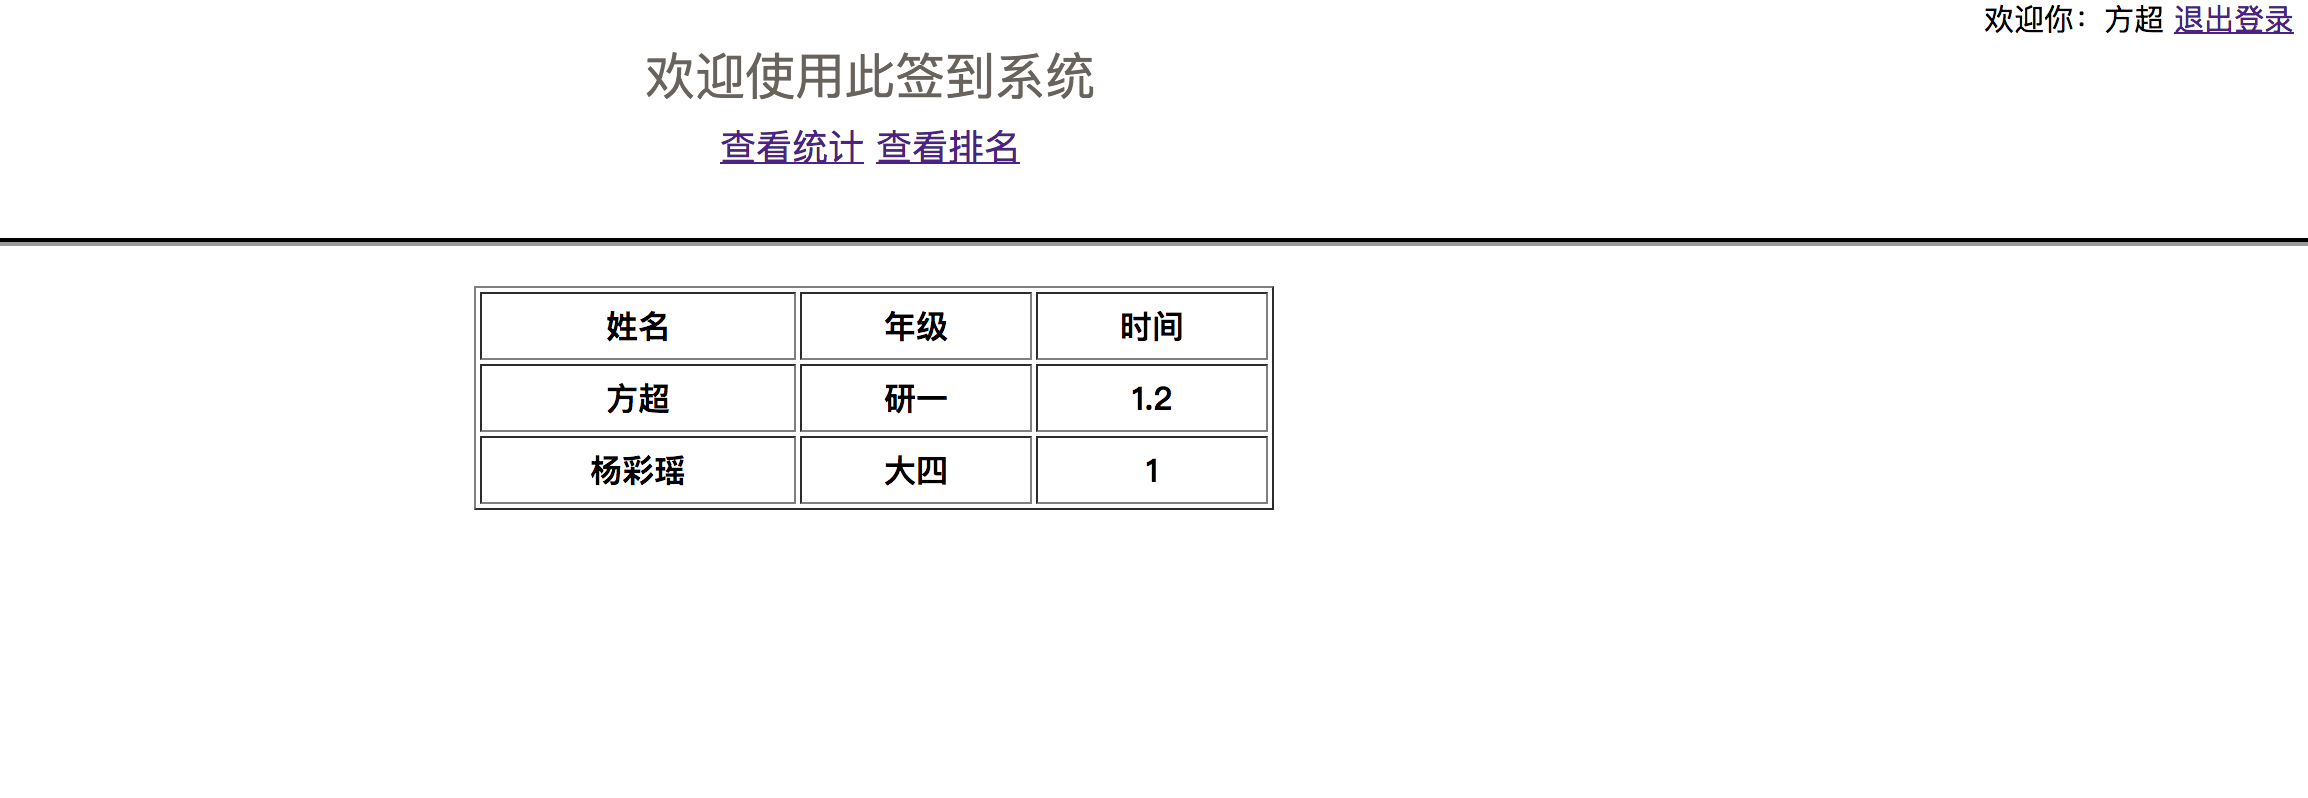 欢迎你：方超 退出登录
欢迎使用此签到系统
查看统计 查看排名
姓名 年级 时间
方超 研一 1.2
杨彩瑶 大四 1